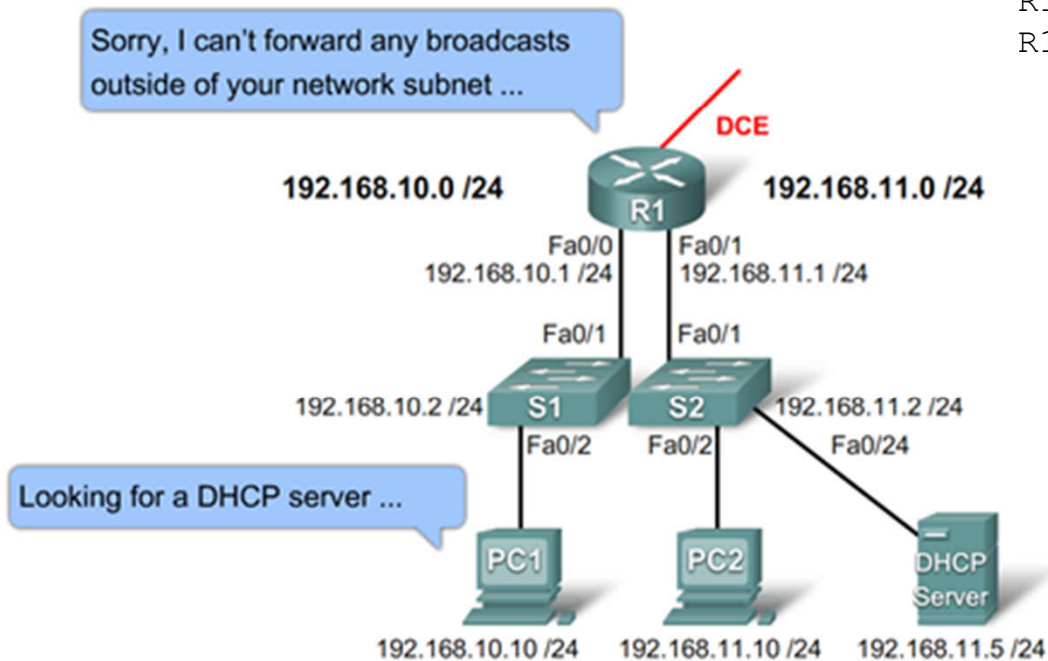 Sorry, I can't forward any broadcasts
outside of your network subnet ...
DCE
192.168.10.0 /24
192.168.11.0 /24
R1
Fa0/0
Fa0/1
192.168.10.1 /24
192.168.11.1 /24
Fa0/1
Fa0/1
192.168.10.2 /24
S1
S2
192.168.11.2 /24
Fa0/2
Fa0/2
Fa0/24
Looking for a DHCP server ...
PC1
PC2
DHCP
Server
192.168.10.10 /24
192.168.11.10 /24
192.168.11.5 /24